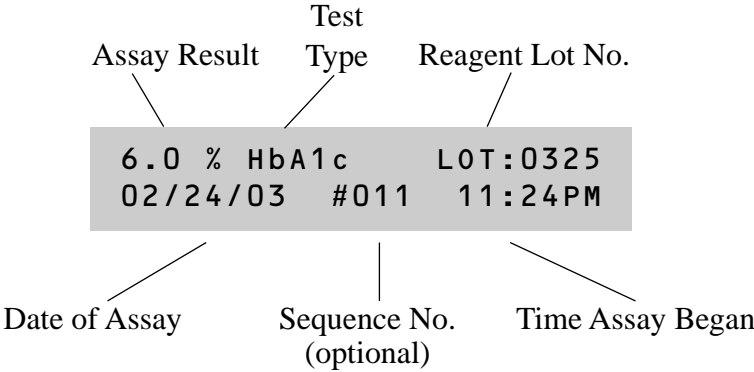 Test
Assay Result Type Reagent Lot No.
6.0 % HbA1c LOT:0325
02/24/03 #011 11:24PM
Date of Assay Sequence No. Time Assay Began
(optional)